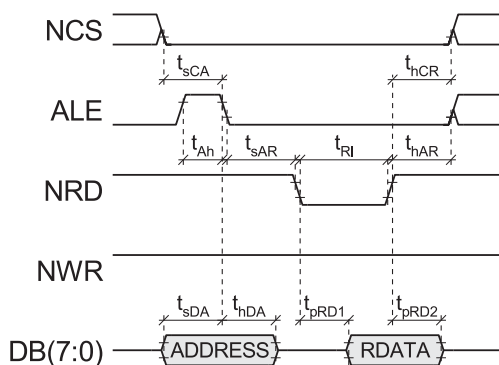 NCS
t_sCA t_hCR
ALE
t_Ah t_sAR t_RI t_hAR
NRD
NWR
t_sDA t_hDA t_pRD1 t_pRD2
DB(7:0) ADDRESS RDATA